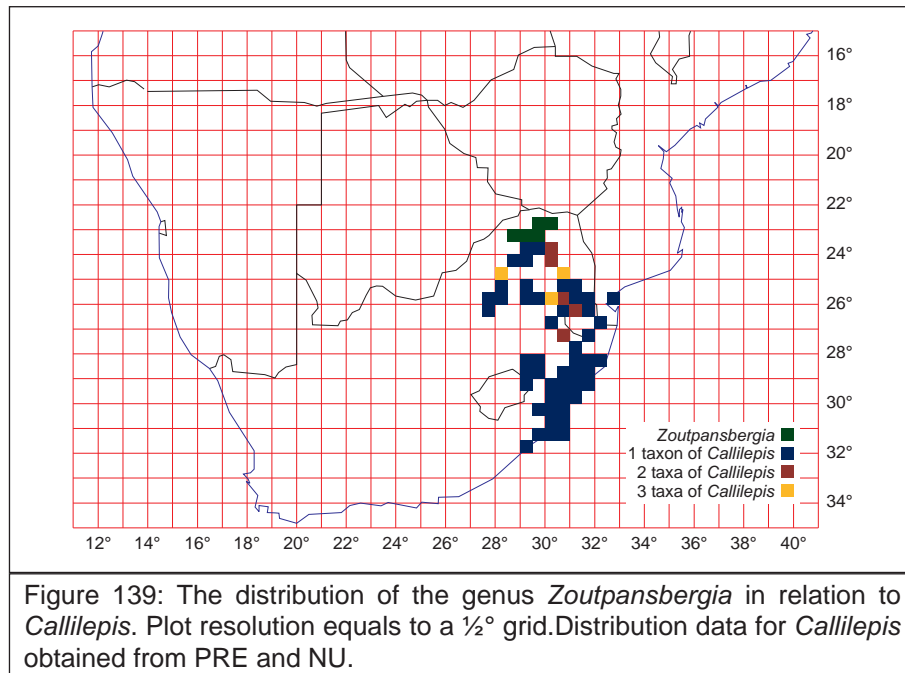 16°
18°
20°
22°
24°
26°
28°
30°
32°
34°
Zoutpansbergia
1 taxon of Callilepis
2 taxa of Callilepis
3 taxa of Callilepis
12° 14° 16° 18° 20° 22° 24° 26° 28° 30° 32° 34° 36° 38° 40°
Figure 139: The distribution of the genus Zoutpansbergia in relation to
Callilepis. Plot resolution equals to a ½° grid.Distribution data for Callilepis
obtained from PRE and NU.